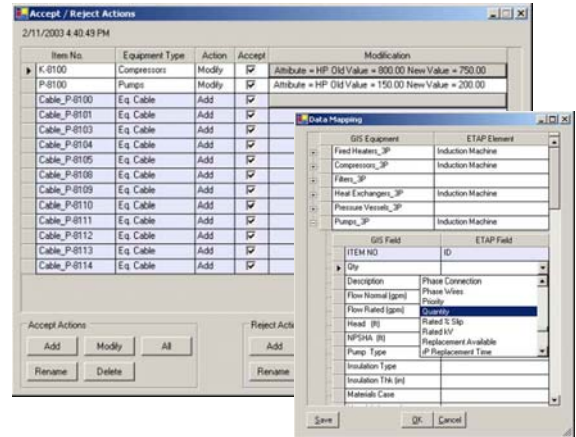 Accept / Reject Actions
2/11/2003 4:40:49 PM
Item No. Equipment Type Action Accept Modification
K-8100 Compressors Modify Attribute = HP Old Value = 800.00 New Value = 750.00
P-8100 Pumps Modify Attribute = HP Old Value = 150.00 New Value = 200.00
Cable_P-8100 Eq. Cable Add
Cable_P-8101 Eq. Cable Add
Cable_P-8103 Eq. Cable Add
Cable_P-8104 Eq. Cable Add
Cable_P-8105 Eq. Cable Add
Cable_P-8108 Eq. Cable Add
Cable_P-8109 Eq. Cable Add
Cable_P-8110 Eq. Cable Add
Cable_P-8111 Eq. Cable Add
Cable_P-8112 Eq. Cable Add
Cable_P-8113 Eq. Cable Add
Cable_P-8114 Eq. Cable Add
Accept Actions
Add Modify All
Rename Delete
Reject Acti
Add
Rename
Data Mapping
GIS Equipment ETAP Element
Fired Heaters_3P Induction Machine
Compressors_3P Induction Machine
Filters_3P
Heat Exchangers_3P Induction Machine
Pressure Vessels_3P
Pumps_3P Induction Machine
GIS Field ETAP Field
ITEM NO ID
Qty
Description Phase Connection
Phase Wires
Flow Normal (gpm) Priority
Flow Rated (gpm) Quantity
Head (ft) Rated % Slip
Rated kV
NPSHA (ft) Replacement Available
Pump Type iP Replacement Time
Insulation Type
Insulation Thk (in)
Materials Case
Save OK Cancel